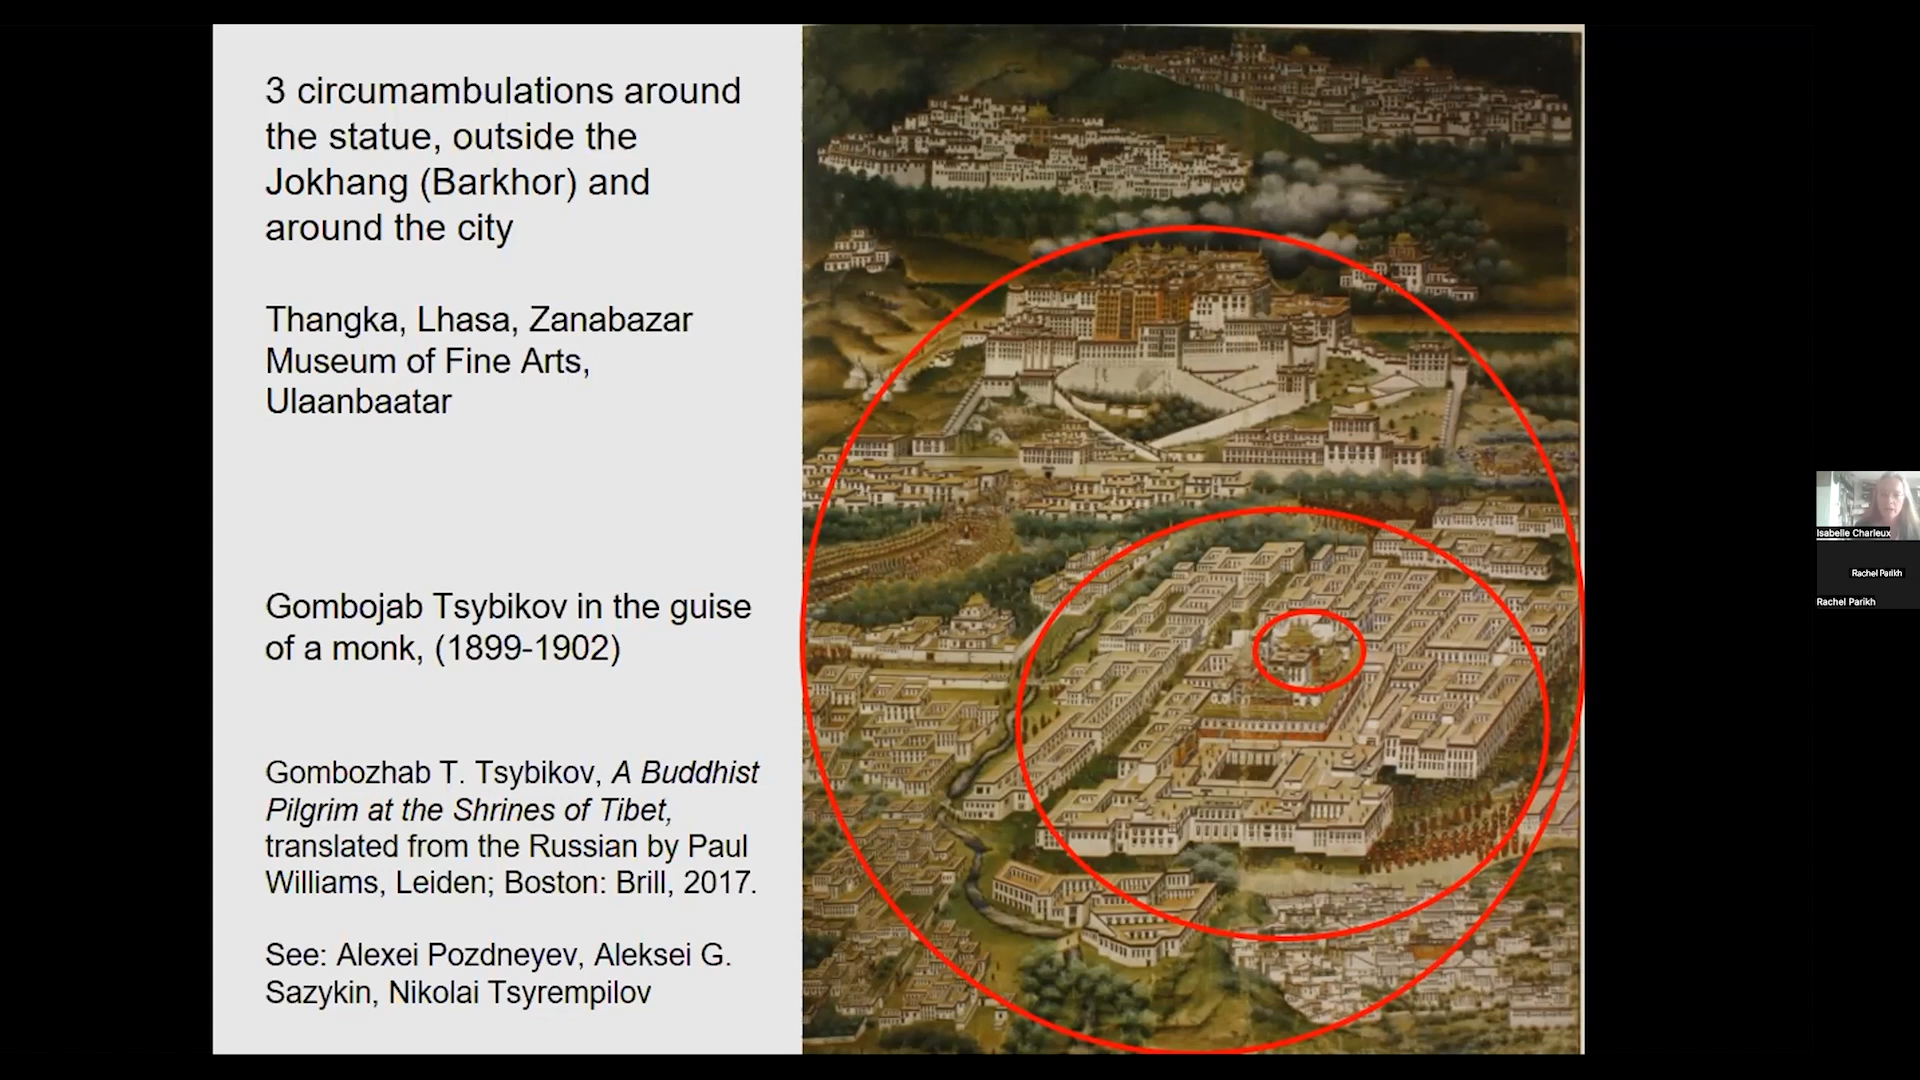 3 circumambulations around
the statue, outside the
Jokhang (Barkhor) and
around the city
Thangka, Lhasa, Zanabazar
Museum of Fine Arts,
Ulaanbaatar
Gombojab Tsybikov in the guise
of a monk, (1899-1902)
Gombozhab T. Tsybikov, A Buddhist
Pilgrim at the Shrines of Tibet,
translated from the Russian by Paul
Williams, Leiden; Boston: Brill, 2017.
See: Alexei Pozdneyev, Aleksei G.
Sazykin, Nikolai Tsyrempilov
Isabelle Charleux
Rachel Parikh
Rachel Parikh